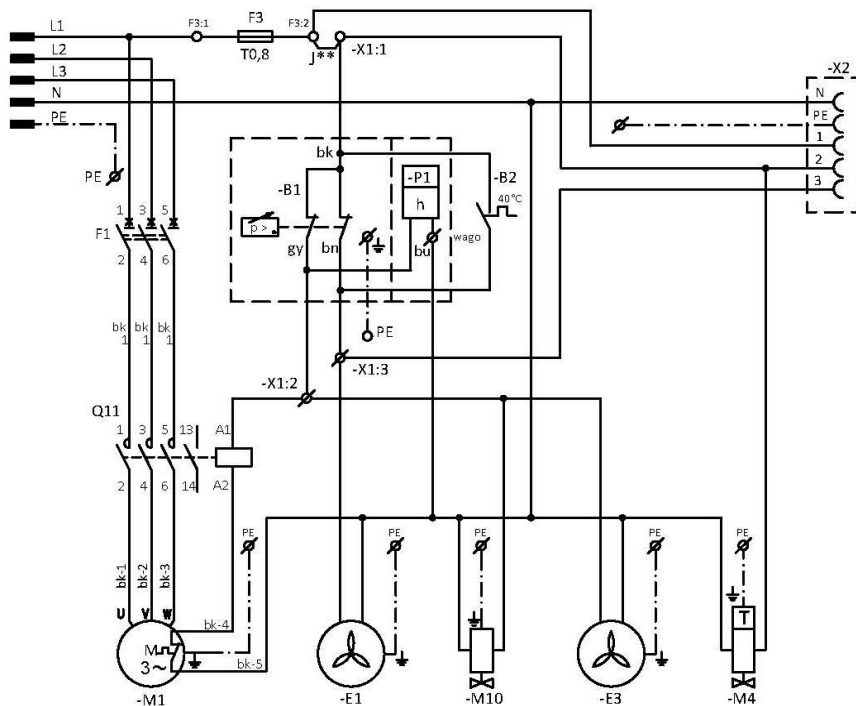 L1
L2
L3
N
PE
F3:1
F3
T0,8
F3:2
J**
-X1:1
-X2
N
PE
1
2
3
PE
bk
-B1
p >
gy
bn
-P1
h
bu
-B2
40°C
wago
PE
1 3 5
F1
2 4 6
bk 1
bk 1
bk 1
-X1:3
-X1:2
Q11
1 3 5 13 A1
2 4 6 14 A2
PE
PE
PE
PE
bk-1
bk-2
bk-3
U V W
bk-4
M
3~
bk-5
T
-M1
-E1
-M10
-E3
-M4